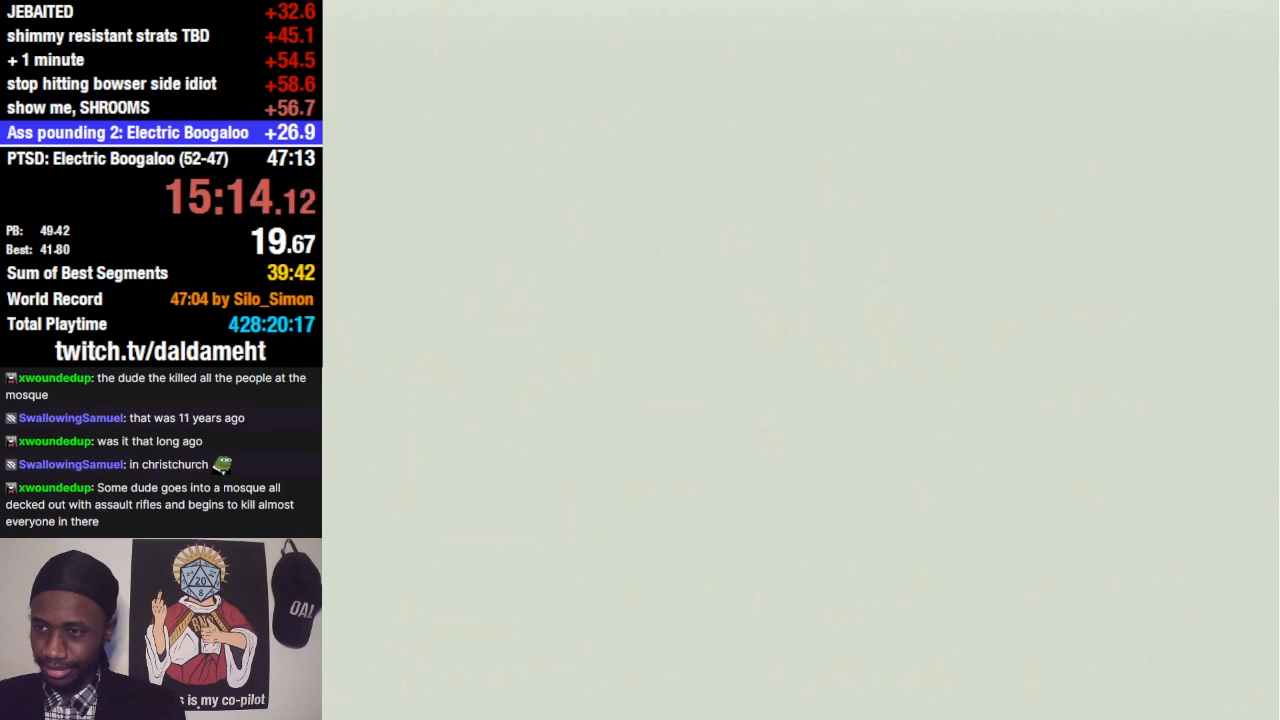 JEBAITED +32.6
shimmy resistant strats TBD +45.1
+ 1 minute +54.5
stop hitting bowser side idiot +58.6
show me, SHROOMS +56.7
Ass pounding 2: Electric Boogaloo +26.9
PTSD: Electric Boogaloo (52-47) 47:13
15:14.12
PB: 49.42
Best: 41.80
19.67
Sum of Best Segments 39:42
World Record 47:04 by Silo_Simon
Total Playtime 428:20:17
twitch.tv/daldameht
xwoundedup: the dude the killed all the people at the
mosque
SwallowingSamuel: that was 11 years ago
xwoundedup: was it that long ago
SwallowingSamuel: in christchurch
xwoundedup: Some dude goes into a mosque all
decked out with assault rifles and begins to kill almost
everyone in there
20
8
OAL
s is my co-pilot